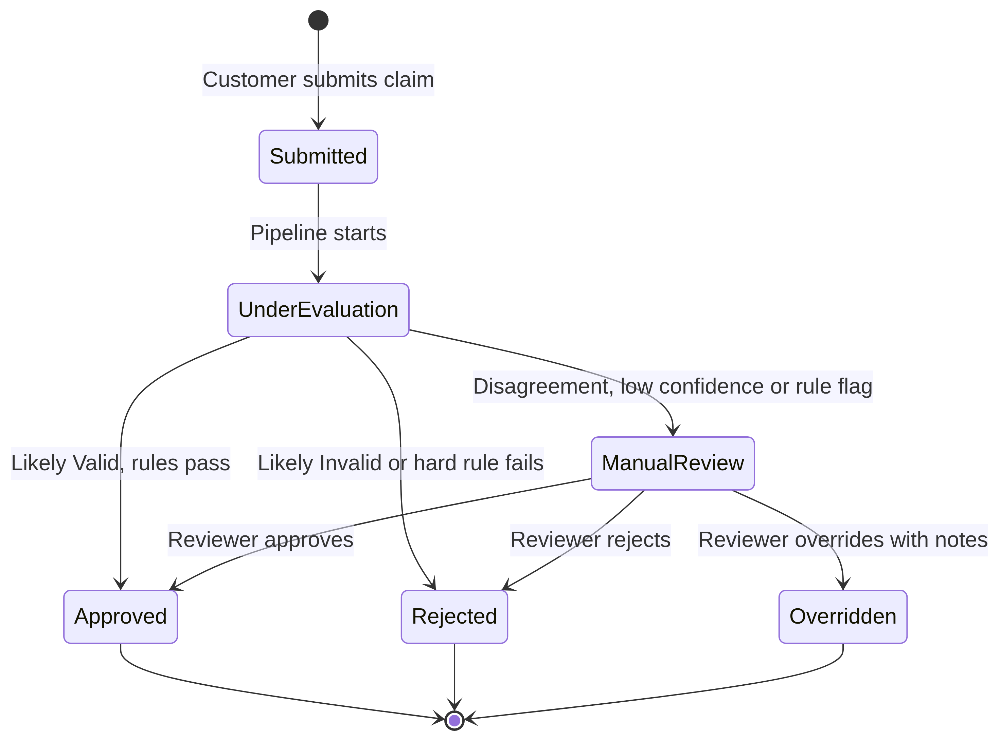 Customer submits claim
Submitted
Pipeline starts
UnderEvaluation
Disagreement, low confidence or rule flag
Likely Valid, rules pass
Likely Invalid or hard rule fails
ManualReview
Reviewer approves
Reviewer rejects
Reviewer overrides with notes
Approved
Rejected
Overridden